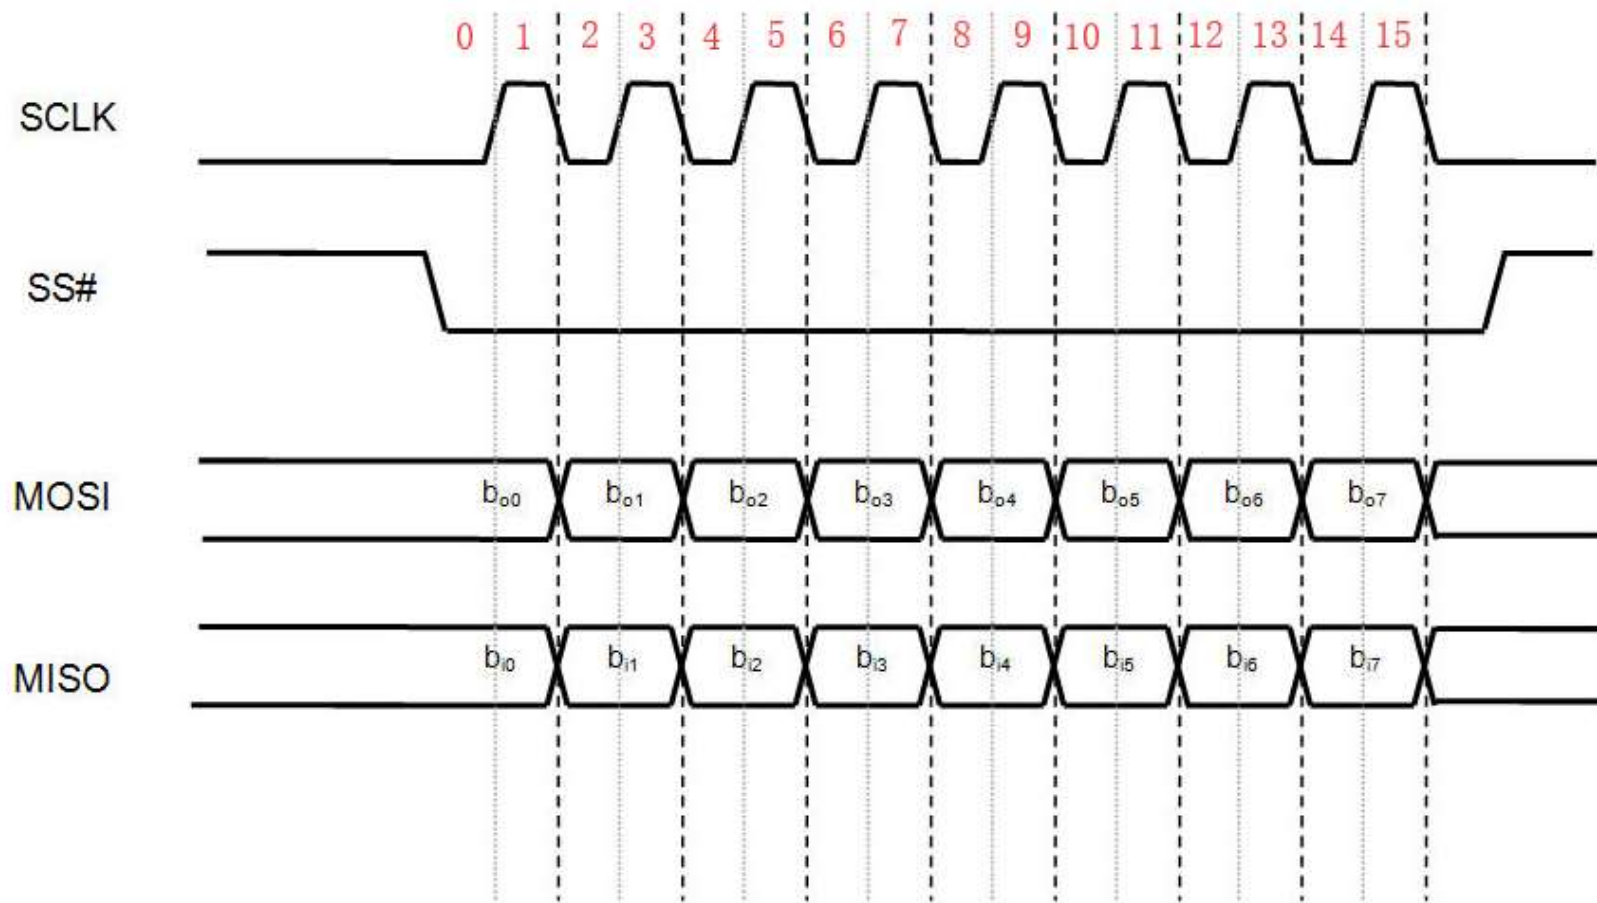 0 1 2 3 4 5 6 7 8 9 10 11 12 13 14 15
SCLK
SS#
MOSI bo0 bo1 bo2 bo3 bo4 bo5 bo6 bo7
MISO bi0 bi1 bi2 bi3 bi4 bi5 bi6 bi7